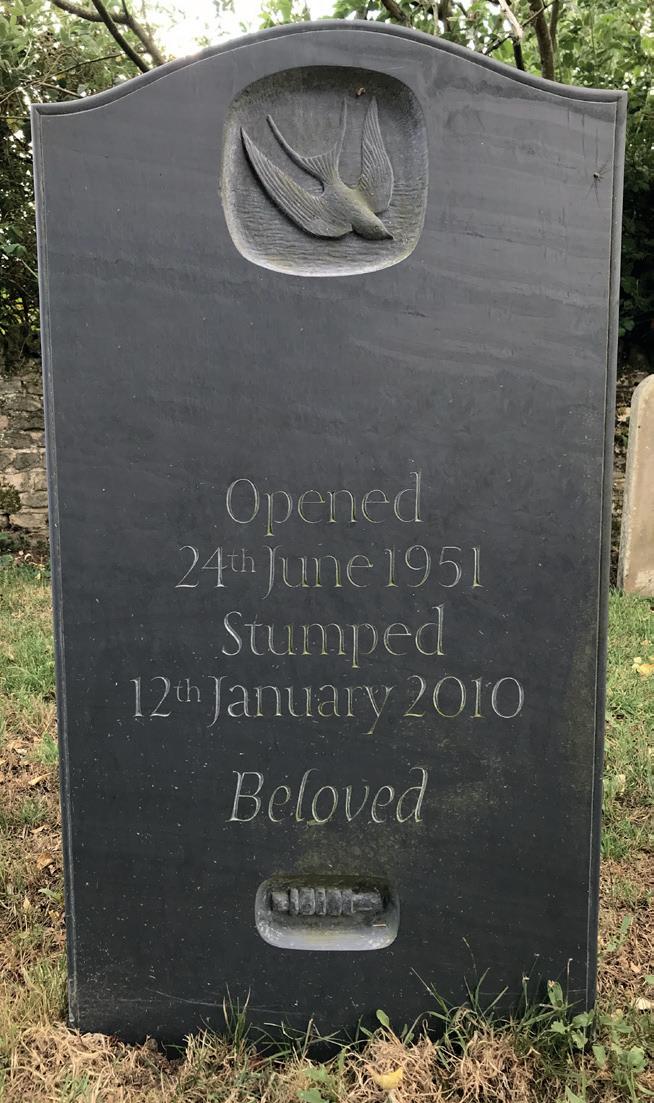 Opened
24th June 1951
Stumped
12th January 2010
Beloved